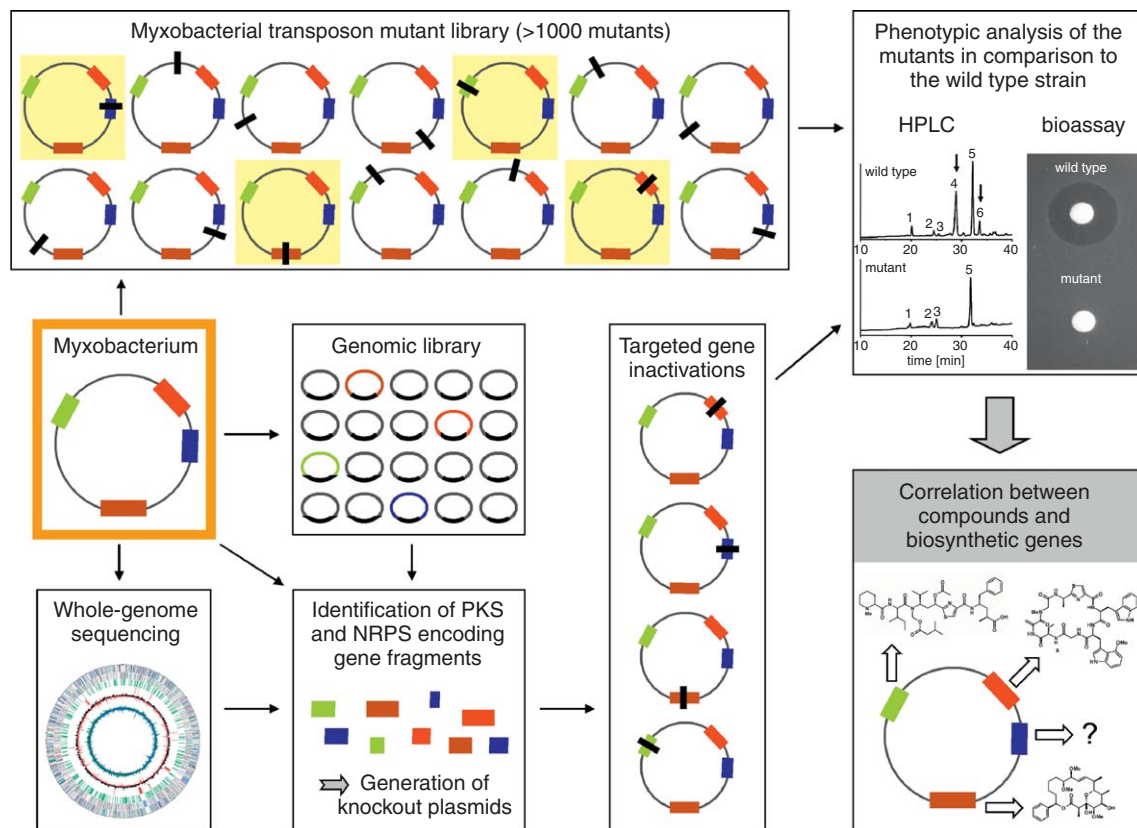 Myxobacterial transposon mutant library (>1000 mutants)
Phenotypic analysis of the
mutants in comparison to
the wild type strain
HPLC
bioassay
wild type
4
5
6
1
2
3
10
20
30
40
mutant
5
1
2
3
10
20
30
40
time [min]
wild type
mutant
Myxobacterium
Genomic library
Targeted gene
inactivations
Whole-genome
sequencing
Identification of PKS
and NRPS encoding
gene fragments
Generation of
knockout plasmids
Correlation between
compounds and
biosynthetic genes
?